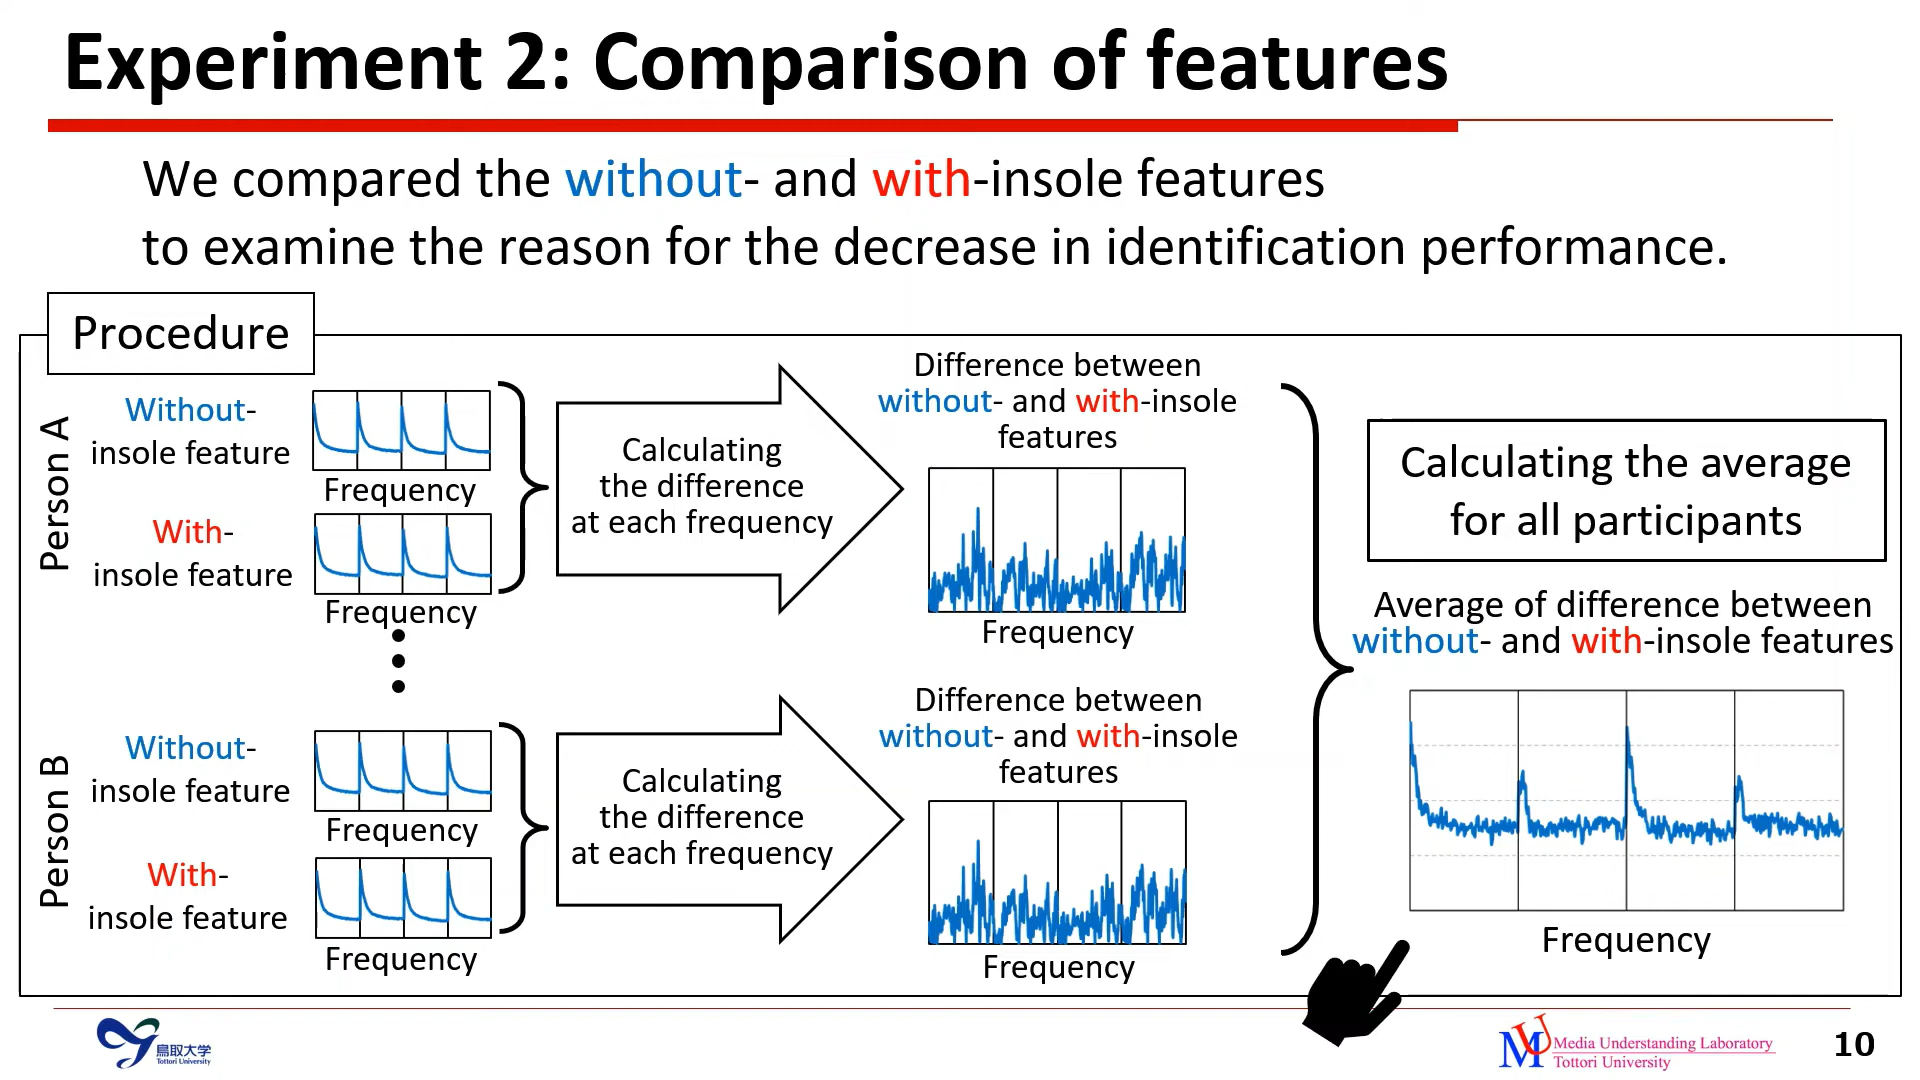 Experiment 2: Comparison of features
We compared the without- and with-insole features
to examine the reason for the decrease in identification performance.
Procedure
Person A
Without-
insole feature
Frequency
With-
insole feature
Frequency
Calculating
the difference
at each frequency
Difference between
without- and with-insole
features
Frequency
Person B
Without-
insole feature
Frequency
With-
insole feature
Frequency
Calculating
the difference
at each frequency
Difference between
without- and with-insole
features
Frequency
Calculating the average
for all participants
Average of difference between
without- and with-insole features
Frequency
鳥取大学
Tottori University
MU
Media Understanding Laboratory
Tottori University
10